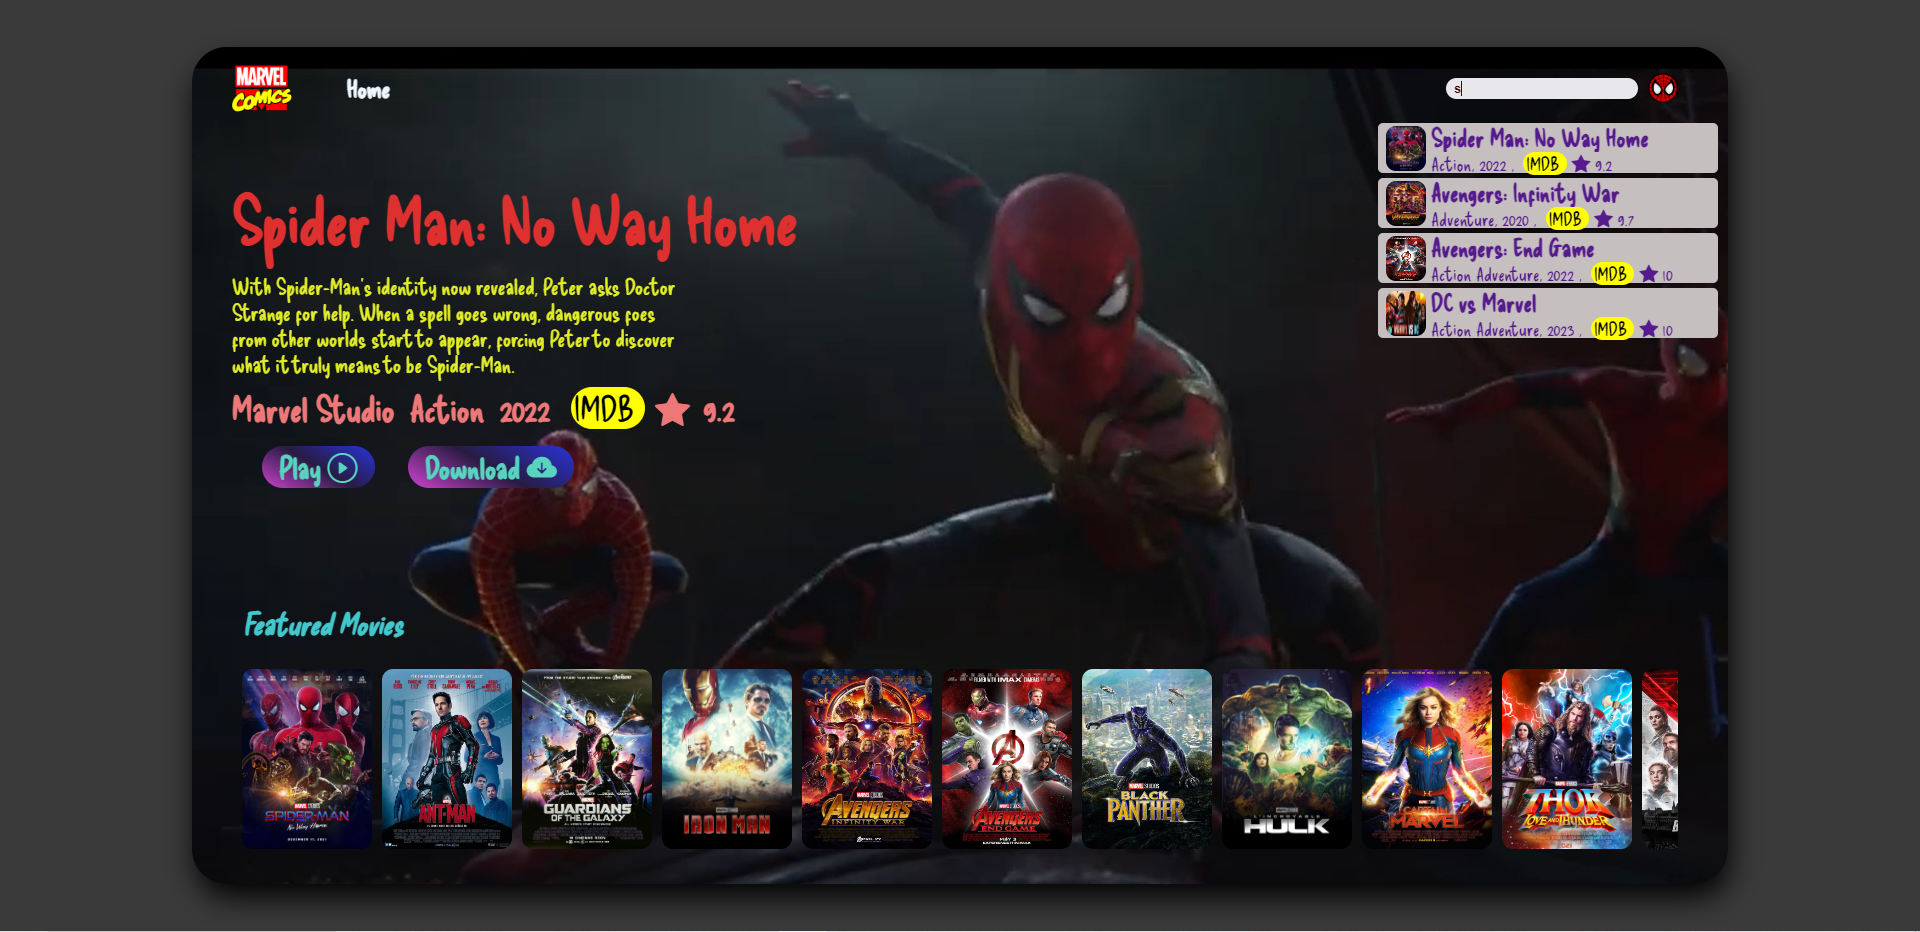 MARVEL
COMICS
Home
s
Spider Man: No Way Home
Action, 2022 , IMDB 9.2
Avengers: Infinity War
Adventure, 2020 , IMDB 9.7
Avengers: End Game
Action Adventure, 2022 , IMDB 10
DC vs Marvel
Action Adventure, 2023 , IMDB 10
Spider Man: No Way Home
With Spider-Man's identity now revealed, Peter asks Doctor
Strange for help. When a spell goes wrong, dangerous foes
from other worlds start to appear, forcing Peter to discover
what it truly means to be Spider-Man.
Marvel Studio Action 2022 IMDB 9.2
Play Download
Featured Movies
SPIDER-MAN
No Way Home
ANT-MAN
GUARDIANS
OF THE GALAXY
IRON MAN
AVENGERS
INFINITY WAR
IMAX
AVENGERS
END GAME
BLACK
PANTHER
HULK
CAPTAIN
MARVEL
THOR
LOVE AND THUNDER